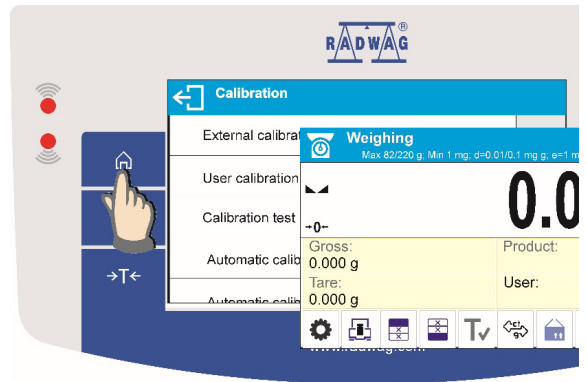 RADWAG®
Calibration
External calibrat
User calibration
Calibration test
Automatic calib
Automatic calib
→T←
Weighing
Max 82/220 g; Min 1 mg; d=0.01/0.1 mg g; e=1 m
→0←
0.0
Gross:
0.000 g
Product:
Tare:
0.000 g
User:
T
ct
g
www.radwag.com